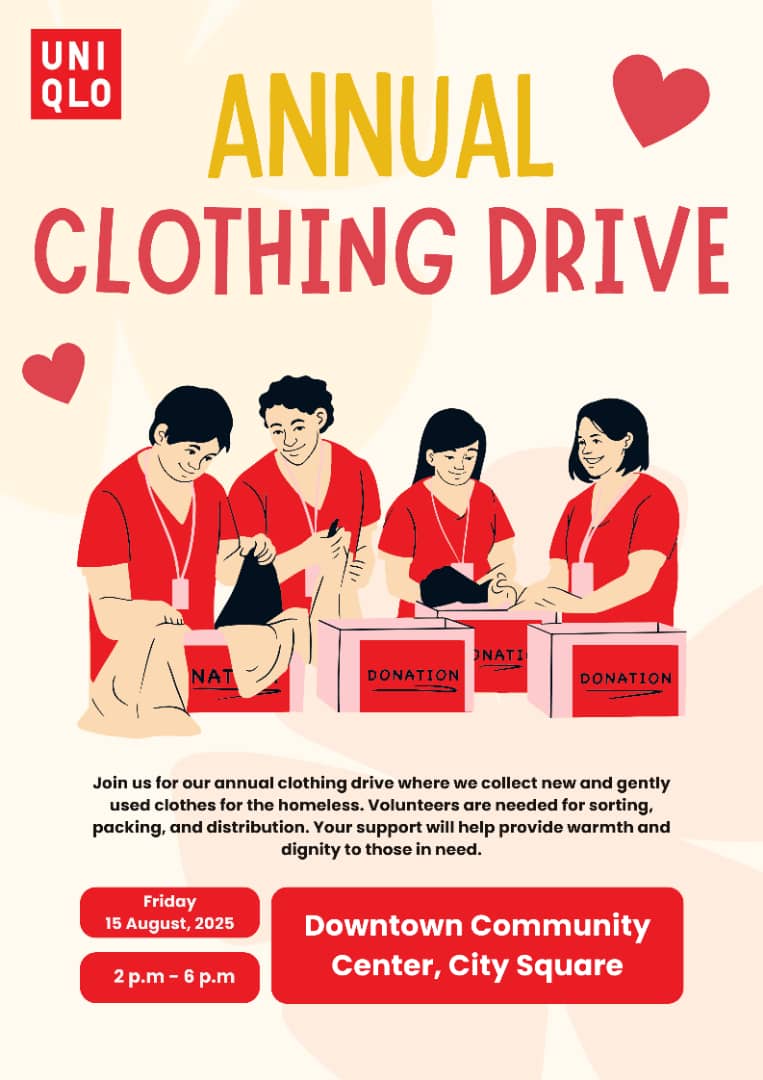 UNI
QLO
ANNUAL
CLOTHING DRIVE
DONATION
DONATION
Join us for our annual clothing drive where we collect new and gently
used clothes for the homeless. Volunteers are needed for sorting,
packing, and distribution. Your support will help provide warmth and
dignity to those in need.
Friday
15 August, 2025
2 p.m - 6 p.m
Downtown Community
Center, City Square